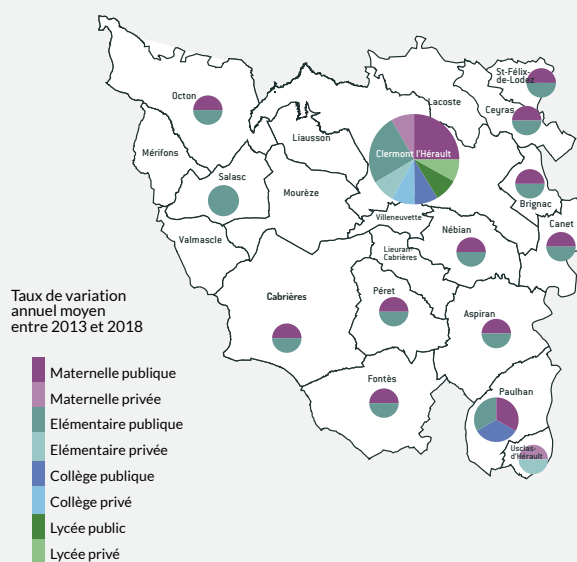 St-Félix-
de-Lodez
Octon
Lacoste
Ceyras
Liausson
Clermont l'Hérault
Mérifons
Salasc
Mourèze
Brignac
Villeneuvette
Canet
Valmascle
Nébian
Lieuran-
Cabrières
Taux de variation
annuel moyen
entre 2013 et 2018
Cabrières
Péret
Aspiran
Maternelle publique
Maternelle privée
Fontès
Paulhan
Elémentaire publique
Elémentaire privée
Usclas-
d'Hérault
Collège publique
Collège privé
Lycée public
Lycée privé